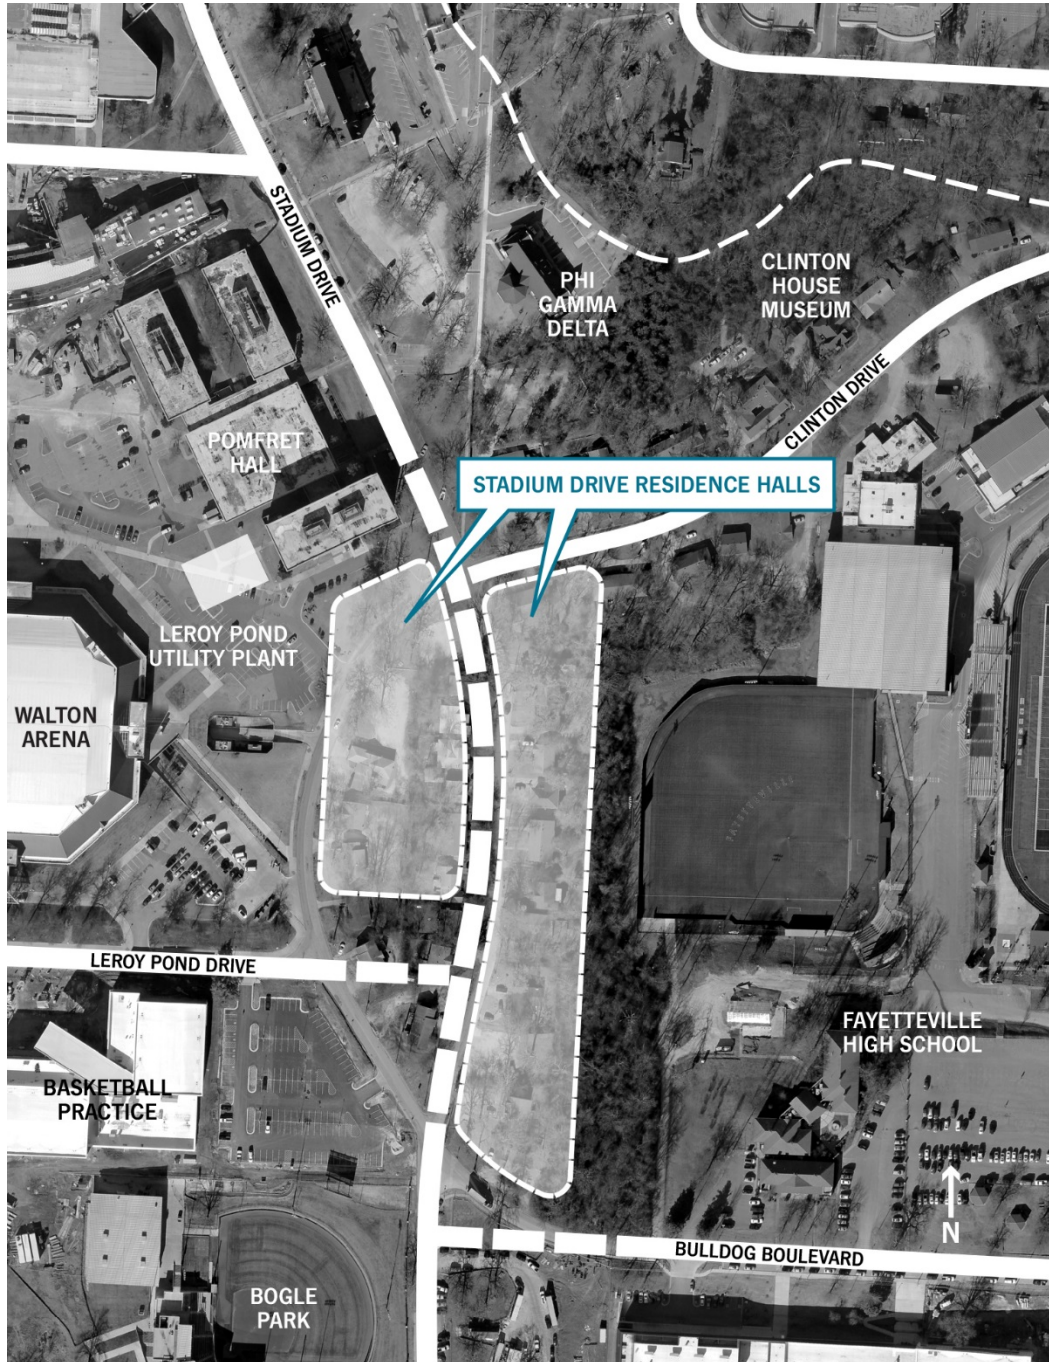 STADIUM DRIVE
PHI
GAMMA
DELTA
CLINTON
HOUSE
MUSEUM
CLINTON DRIVE
POMFRET
HALL
STADIUM DRIVE RESIDENCE HALLS
LEROY POND
UTILITY PLANT
WALTON
ARENA
FAYETTEVILLE
LEROY POND DRIVE
FAYETTEVILLE
HIGH SCHOOL
BASKETBALL
PRACTICE
N
BULLDOG BOULEVARD
BOGLE
PARK